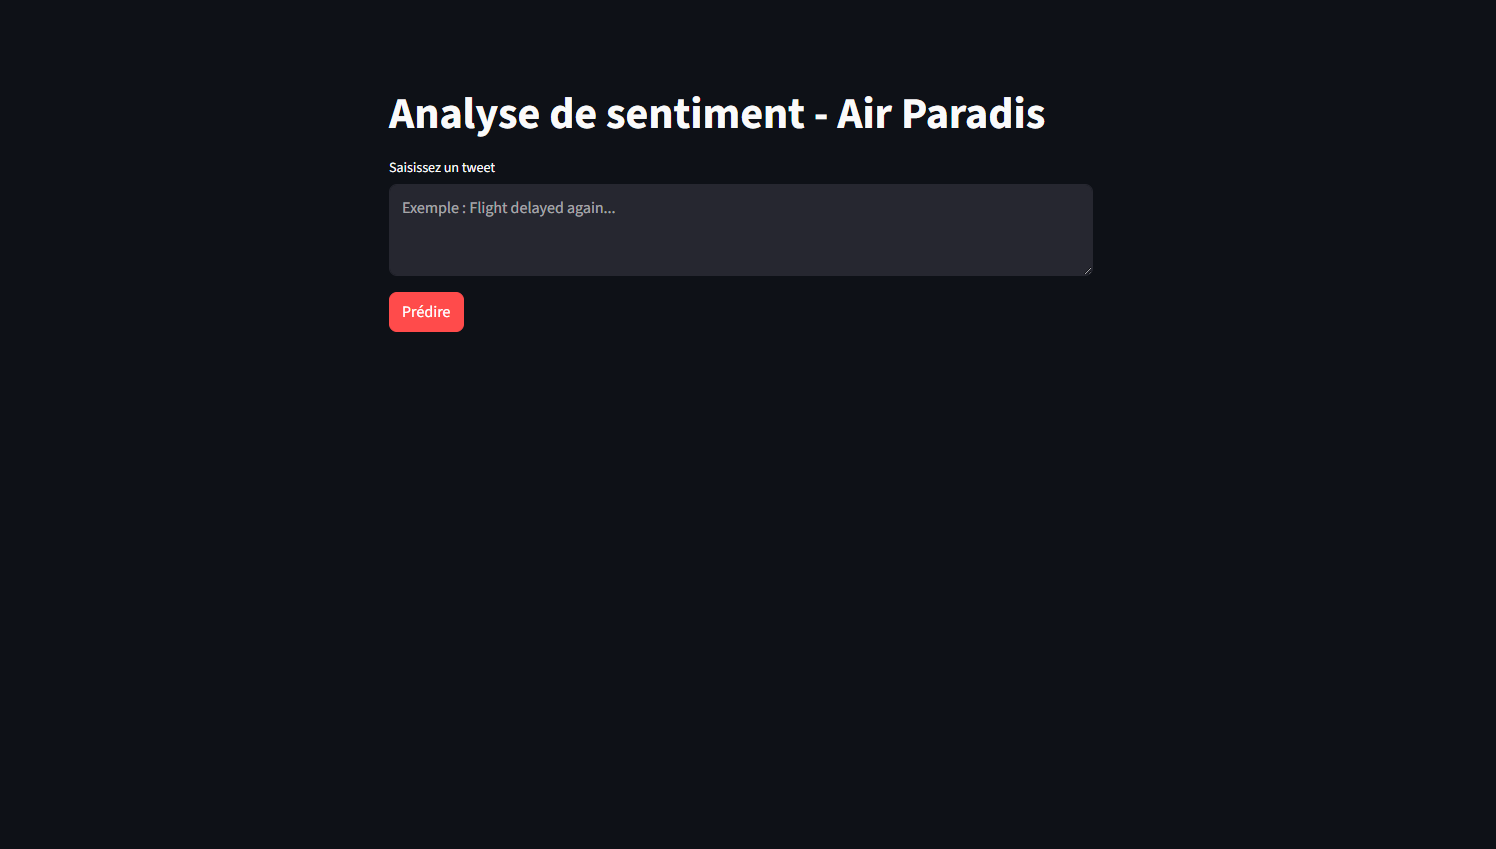 Analyse de sentiment - Air Paradis
Saisissez un tweet
Exemple : Flight delayed again...
Prédire